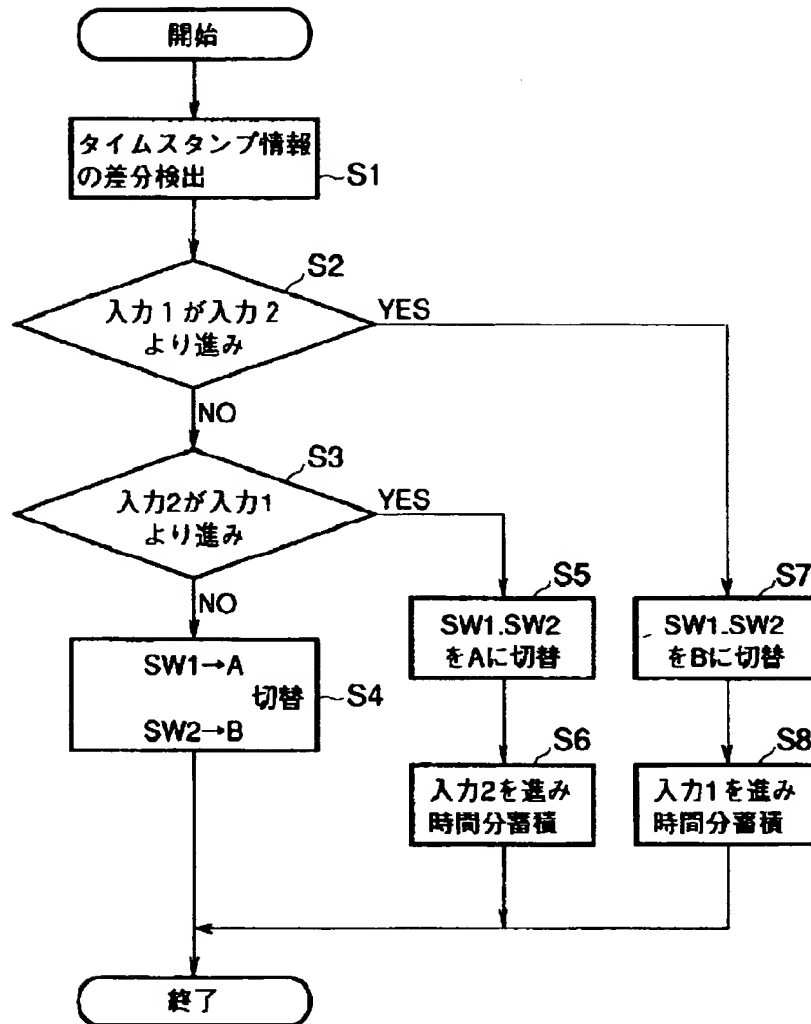 開始
タイムスタンプ情報
の差分検出
S1
S2
入力1が入力2
より進み
YES
NO
S3
入力2が入力1
より進み
YES
NO
SW1→A
切替
SW2→B
S4
S5
SW1.SW2
をAに切替
S7
SW1.SW2
をBに切替
S6
入力2を進み
時間分蓄積
S8
入力1を進み
時間分蓄積
終了